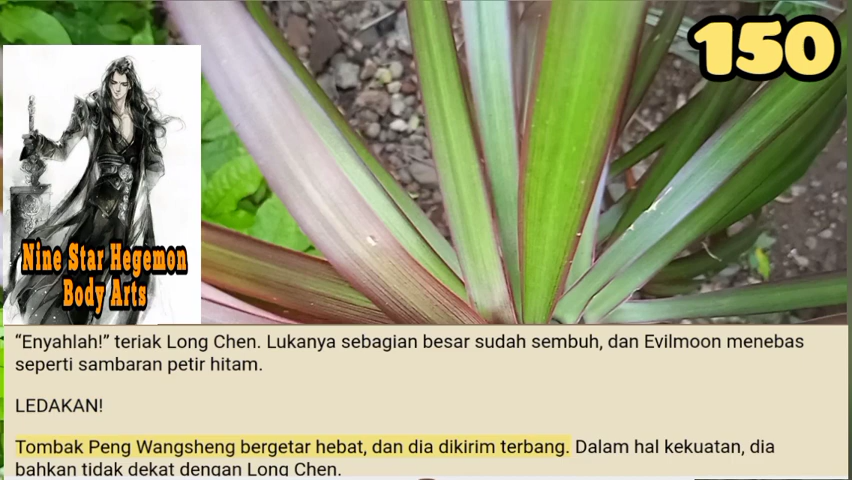 150
Nine Star Hegemon
Body Arts
“Enyahlah!” teriak Long Chen. Lukanya sebagian besar sudah sembuh, dan Evilmoon menebas
seperti sambaran petir hitam.
LEDAKAN!
Tombak Peng Wangsheng bergetar hebat, dan dia dikirim terbang. Dalam hal kekuatan, dia
bahkan tidak dekat dengan Long Chen.